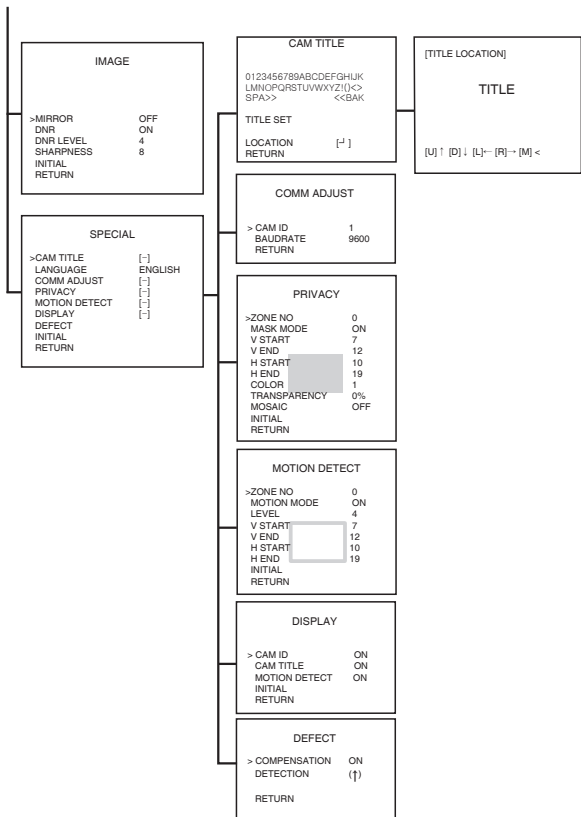 IMAGE
>MIRROR OFF
DNR ON
DNR LEVEL 4
SHARPNESS 8
INITIAL
RETURN
SPECIAL
>CAM TITLE [–]
LANGUAGE ENGLISH
COMM ADJUST [–]
PRIVACY [–]
MOTION DETECT [–]
DISPLAY [–]
DEFECT
INITIAL
RETURN
CAM TITLE
0123456789ABCDEFGHIJK
LMNOPQRSTUVWXYZ!()<>
SPA>> <<BAK
TITLE SET
LOCATION [↲]
RETURN
[TITLE LOCATION]
TITLE
[U]↑ [D]↓ [L]← [R]→ [M] <
COMM ADJUST
> CAM ID 1
BAUDRATE 9600
RETURN
PRIVACY
>ZONE NO 0
MASK MODE ON
V START 7
V END 12
H START 10
H END 19
COLOR 1
TRANSPARENCY 0%
MOSAIC OFF
INITIAL
RETURN
MOTION DETECT
>ZONE NO 0
MOTION MODE ON
LEVEL 4
V START 7
V END 12
H START 10
H END 19
INITIAL
RETURN
DISPLAY
> CAM ID ON
CAM TITLE ON
MOTION DETECT ON
INITIAL
RETURN
DEFECT
> COMPENSATION ON
DETECTION (↑)
RETURN